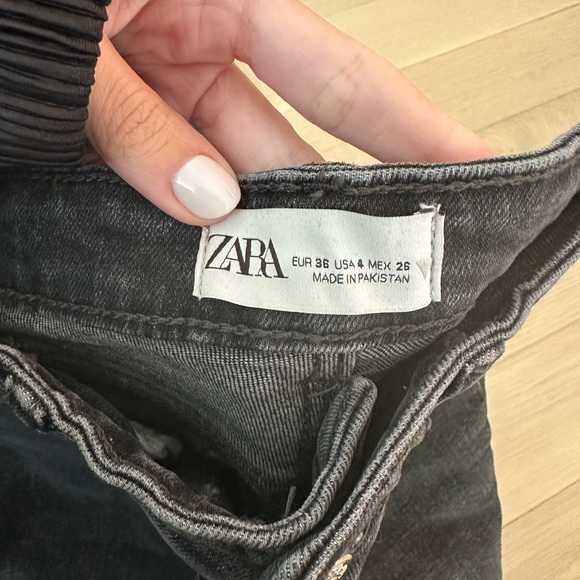 ZARA
EUR 36 USA 4 MEX 26
MADE IN PAKISTAN